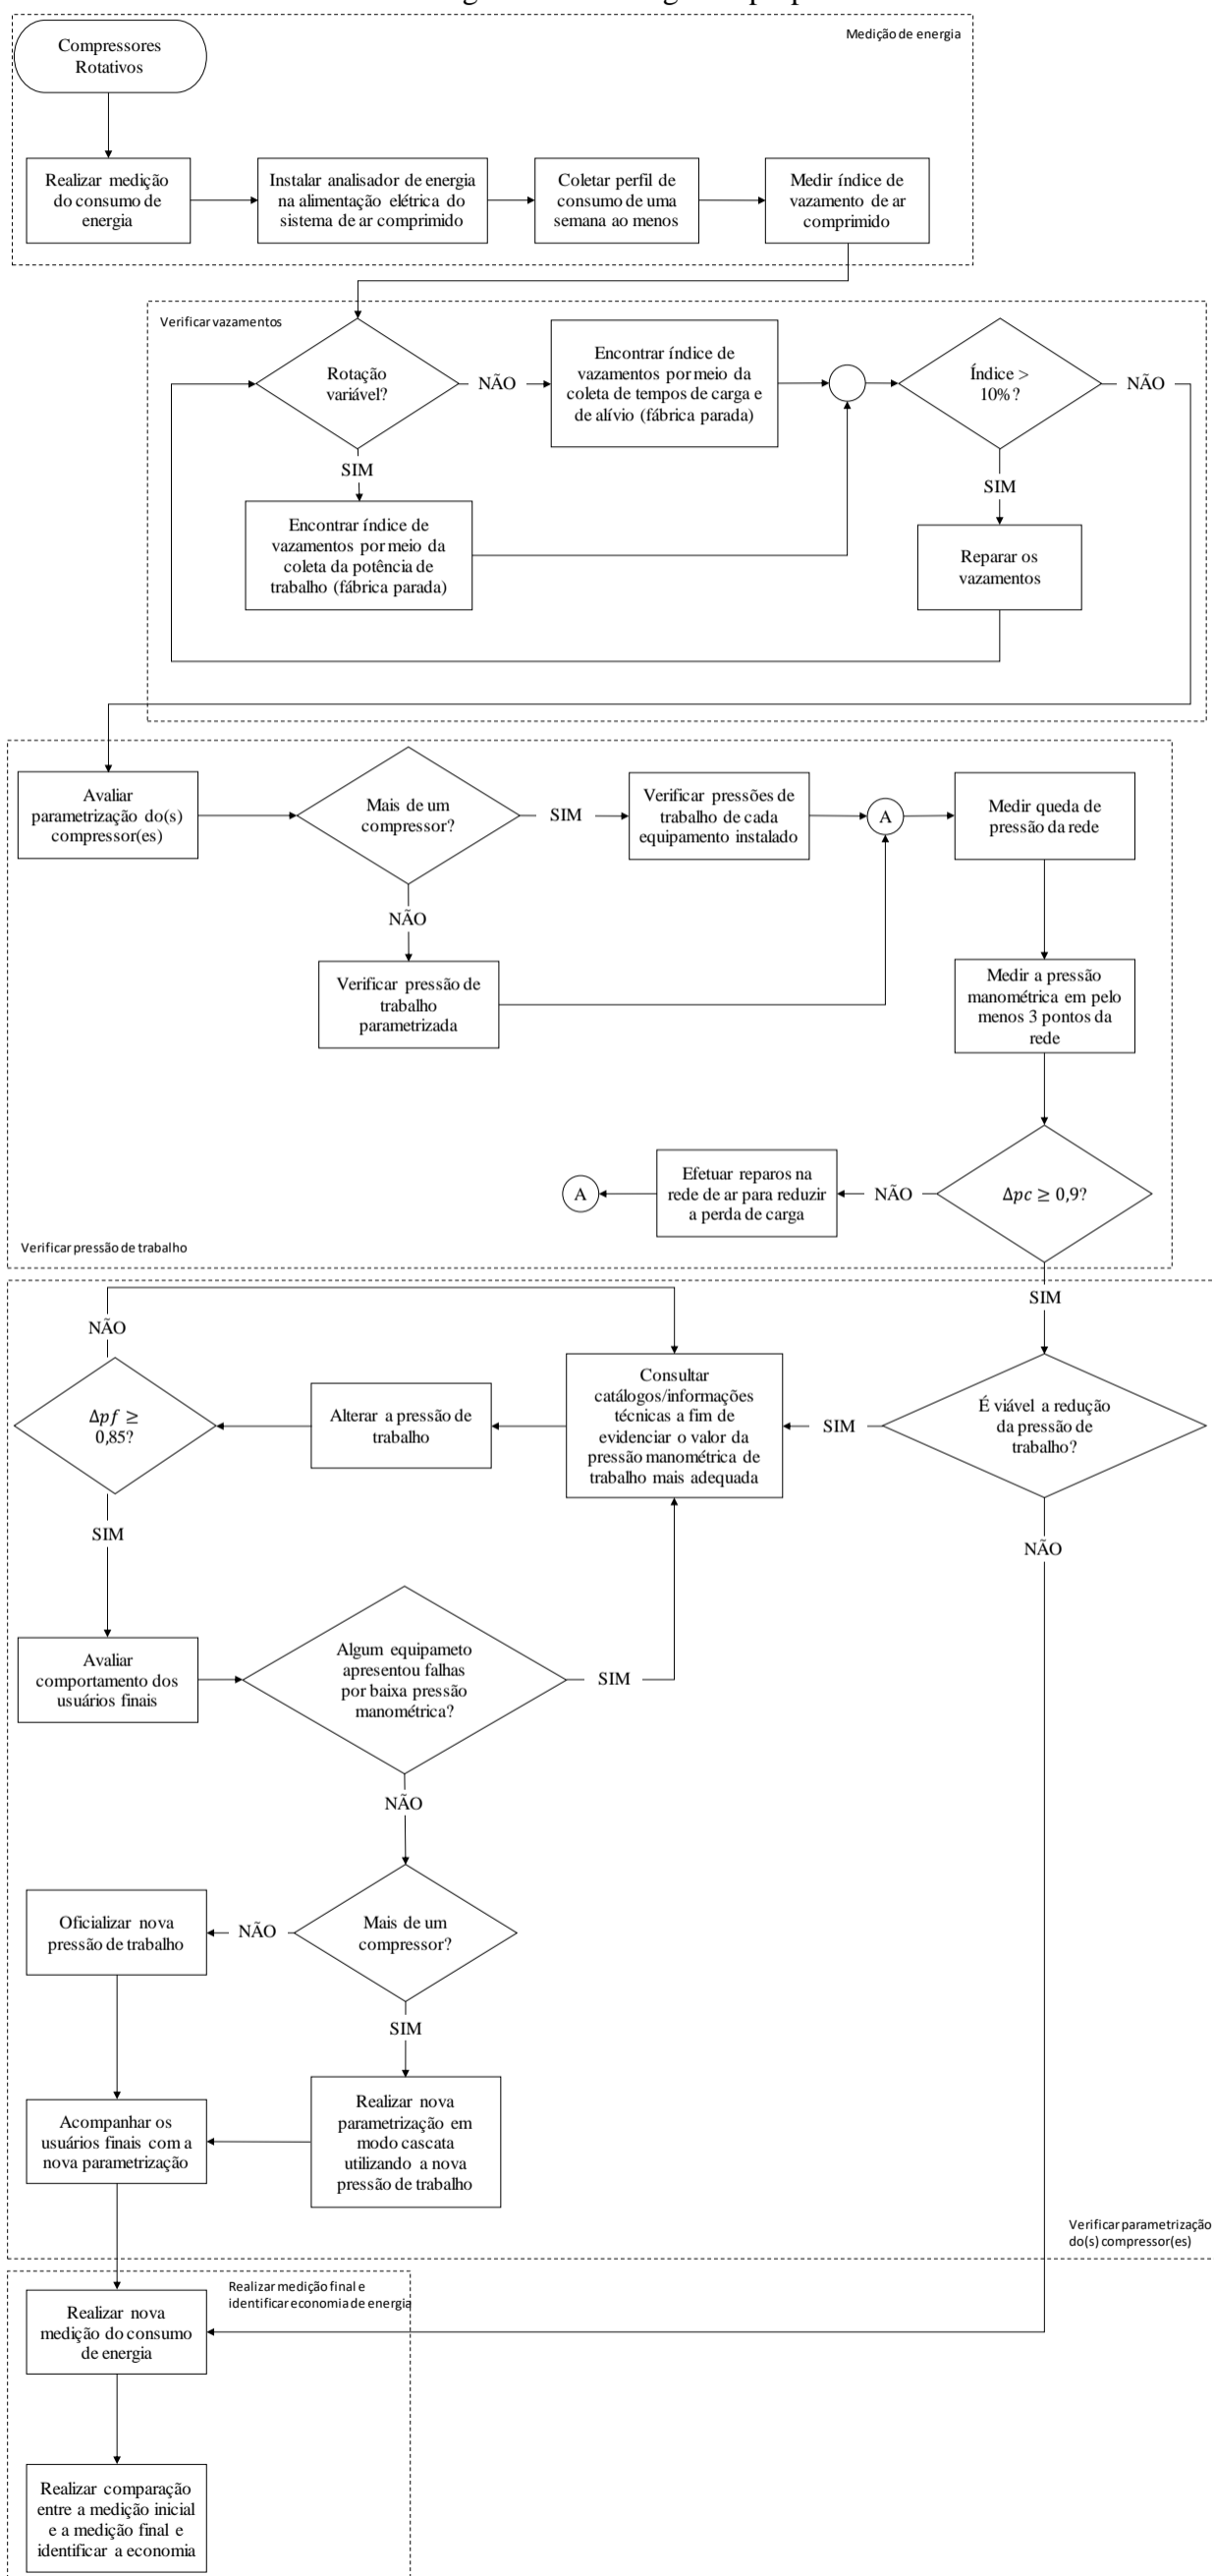 Medição de energia
Compressores
Rotativos
Realizar medição
do consumo de
energia
Instalar analisador de energia
na alimentação elétrica do
sistema de ar comprimido
Coletar perfil de
consumo de uma
semana ao menos
Medir índice de
vazamento de ar
comprimido
Verificar vazamentos
Rotação
variável?
NÃO
Encontrar índice de
vazamentos por meio da
coleta de tempos de carga e
de alívio (fábrica parada)
Índice >
10%?
NÃO
SIM
SIM
Encontrar índice de
vazamentos por meio da
coleta da potência de
trabalho (fábrica parada)
Reparar os
vazamentos
Avaliar
parametrização do(s)
compressor(es)
Mais de um
compressor?
SIM
Verificar pressões de
trabalho de cada
equipamento instalado
A
Medir queda de
pressão da rede
NÃO
Verificar pressão de
trabalho
parametrizada
Medir a pressão
manométrica em pelo
menos 3 pontos da
rede
A
Efetuar reparos na
rede de ar para reduzir
a perda de carga
NÃO
Δpc ≥ 0,9?
Verificar pressão de trabalho
SIM
NÃO
Δpf ≥
0,85?
Alterar a pressão de
trabalho
Consultar
catálogos/informações
técnicas a fim de
evidenciar o valor da
pressão manométrica de
trabalho mais adequada
SIM
É viável a redução
da pressão de
trabalho?
SIM
NÃO
Avaliar
comportamento dos
usuários finais
Algum equipameto
apresentou falhas
por baixa pressão
manométrica?
SIM
NÃO
Oficializar nova
pressão de trabalho
NÃO
Mais de um
compressor?
SIM
Acompanhar os
usuários finais com a
nova parametrização
Realizar nova
parametrização em
modo cascata
utilizando a nova
pressão de trabalho
Verificar parametrização
do(s) compressor(es)
Realizar medição final e
identificar economia de energia
Realizar nova
medição do consumo
de energia
Realizar comparação
entre a medição inicial
e a medição final e
identificar a economia